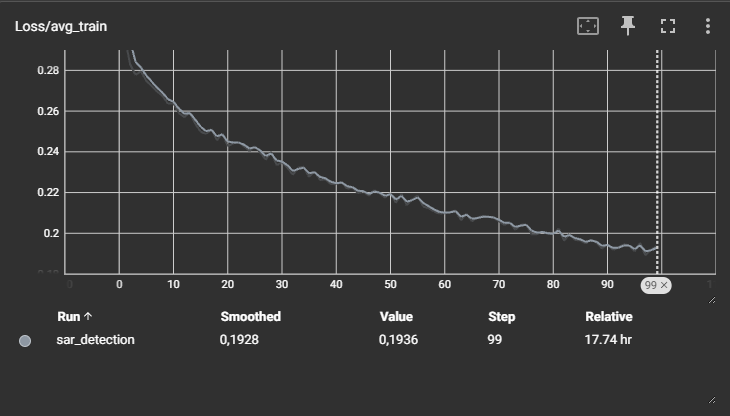 Loss/avg_train
0.28
0.26
0.24
0.22
0.2
0 10 20 30 40 50 60 70 80 90 99 ×
Run ↑ Smoothed Value Step Relative
sar_detection 0,1928 0,1936 99 17.74 hr